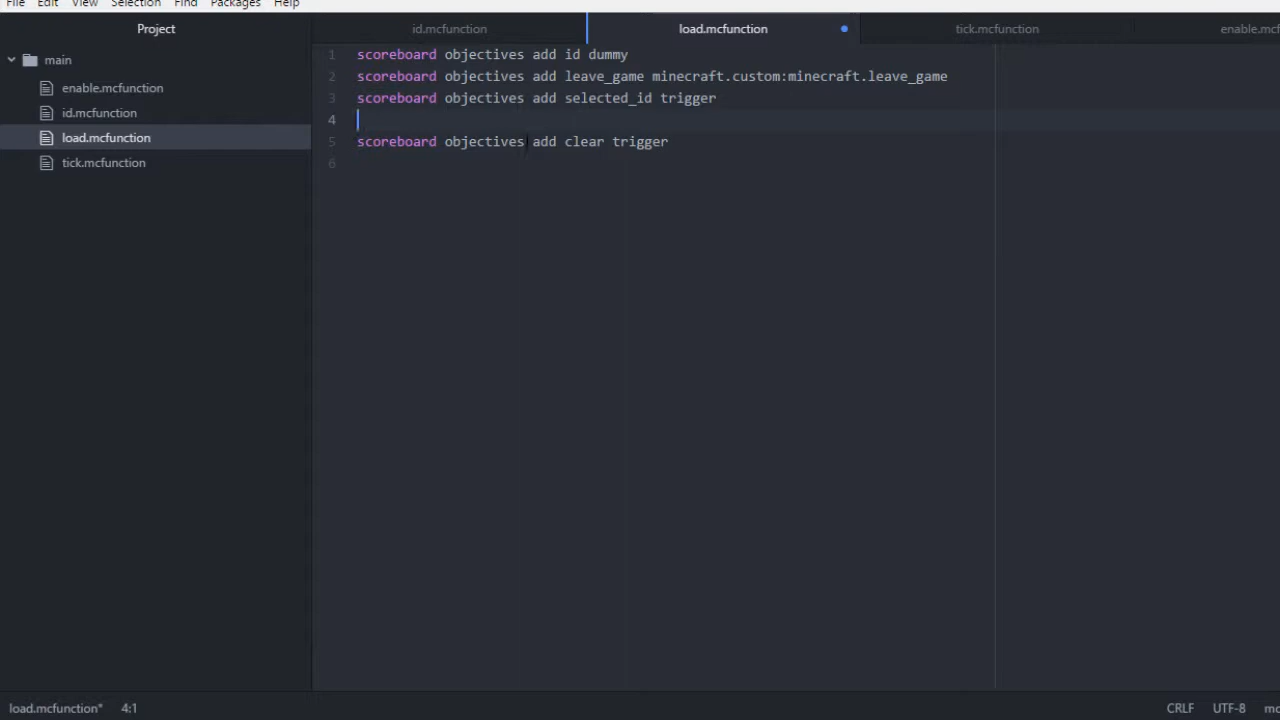 File Edit View Selection Find Packages Help
Project
id.mcfunction
load.mcfunction
tick.mcfunction
enable.mcf
main
enable.mcfunction
id.mcfunction
load.mcfunction
tick.mcfunction
1 scoreboard objectives add id dummy
2 scoreboard objectives add leave_game minecraft.custom:minecraft.leave_game
3 scoreboard objectives add selected_id trigger
4
5 scoreboard objectives add clear trigger
6
load.mcfunction* 4:1
CRLF UTF-8 mc